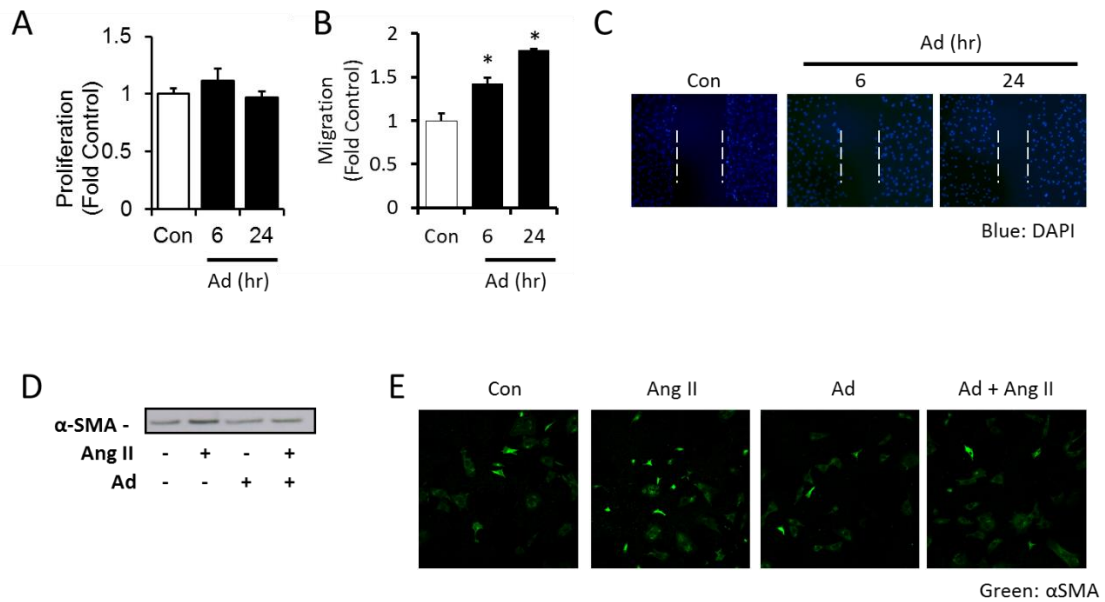 A
Proliferation
(Fold Control)
1.5
1
0.5
0
Con 6 24
Ad (hr)
B
Migration
(Fold Control)
2
1.5
1
0.5
0
* *
Con 6 24
Ad (hr)
C
Ad (hr)
Con 6 24
Blue: DAPI
D
α-SMA -
Ang II - + - +
Ad - - + +
E
Con Ang II Ad Ad + Ang II
Green: αSMA